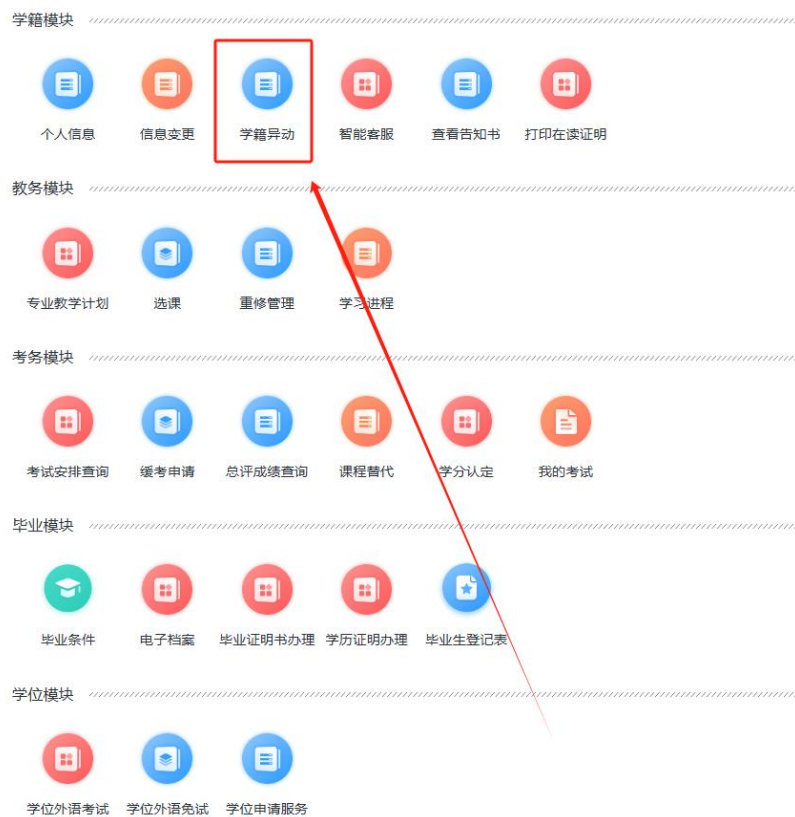 学籍模块
个人信息 信息变更 学籍异动 智能客服 查看告知书 打印在读证明
教务模块
专业教学计划 选课 重修管理 学习进程
考务模块
考试安排查询 缓考申请 总评成绩查询 课程替代 学分认定 我的考试
毕业模块
毕业条件 电子档案 毕业证明书办理 学历证明办理 毕业生登记表
学位模块
学位外语考试 学位外语免试 学位申请服务